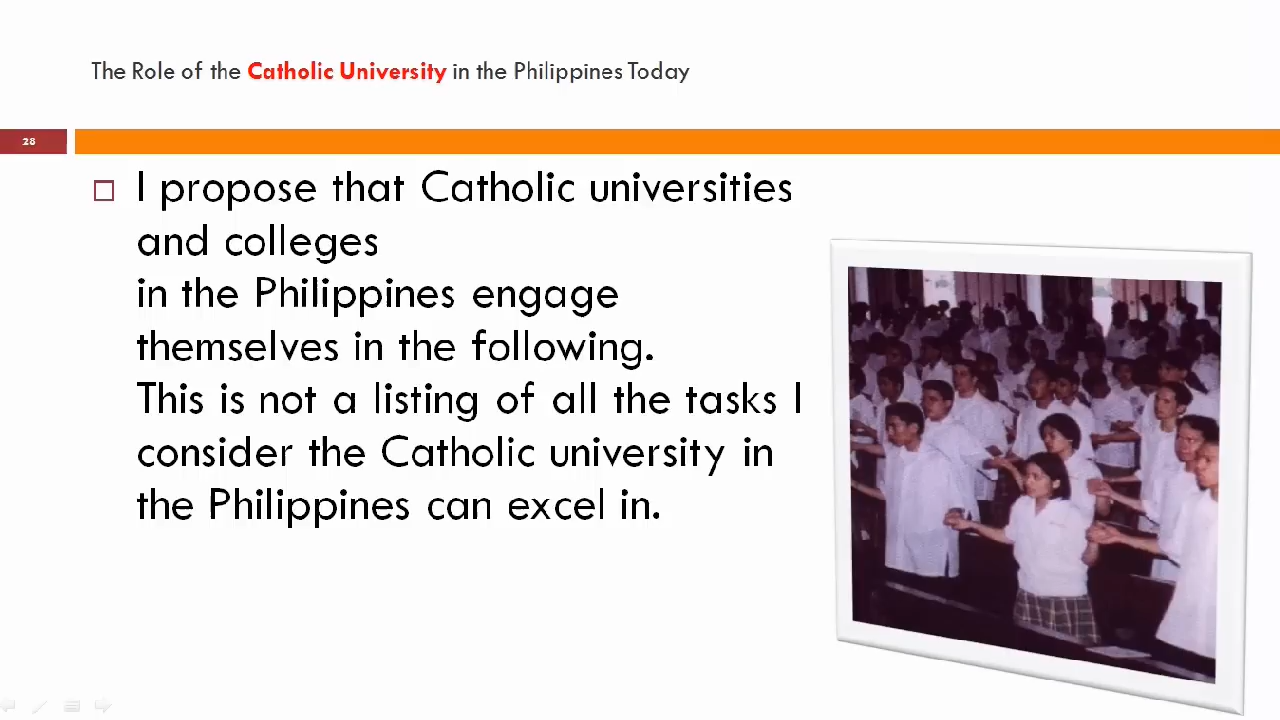 The Role of the Catholic University in the Philippines Today
28
I propose that Catholic universities
and colleges
in the Philippines engage
themselves in the following.
This is not a listing of all the tasks I
consider the Catholic university in
the Philippines can excel in.